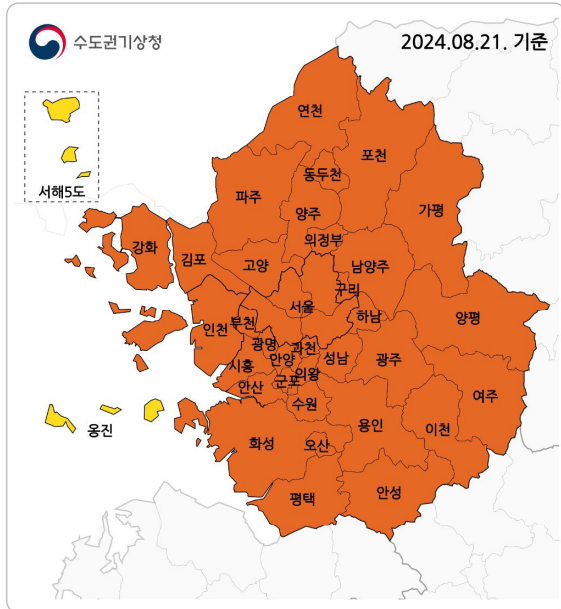 수도권기상청
2024.08.21. 기준
연천
포천
서해5도
동두천
파주
가평
양주
강화
의정부
김포
고양
남양주
구리
서울
하남
양평
인천
부천
광명
과천
시흥
안양
의왕
성남
광주
안산
군포
여주
수원
옹진
용인
이천
화성
오산
평택
안성